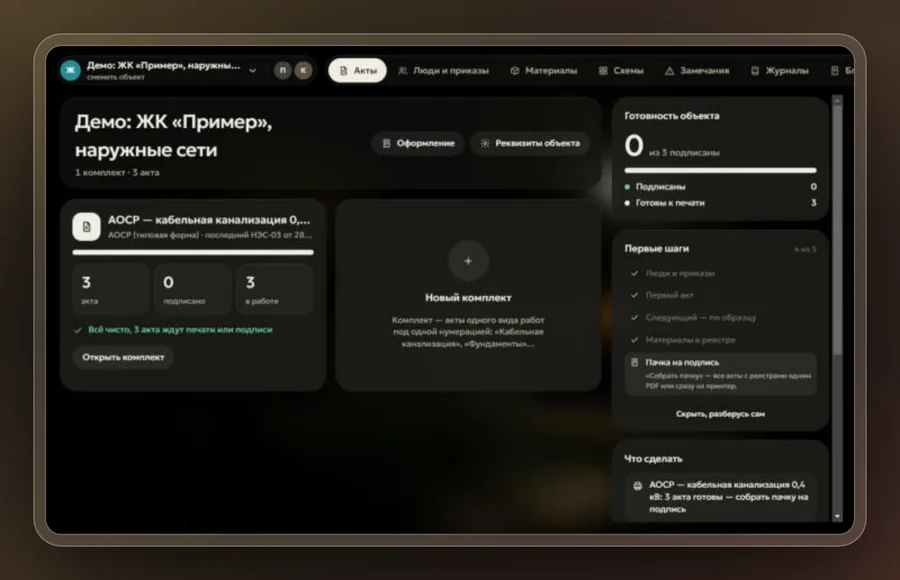 Ж
Демо: ЖК «Пример», наружны...
сменить объект
П К
Акты
Люди и приказы
Материалы
Схемы
Замечания
Журналы
Бл
Демо: ЖК «Пример»,
наружные сети
1 комплект · 3 акта
Оформление
Реквизиты объекта
АОСР — кабельная канализация 0,...
АОСР (типовая форма) · последний НЭС-03 от 28...
3
акта
0
подписано
3
в работе
Всё чисто, 3 акта ждут печати или подписи
Открыть комплект
+
Новый комплект
Комплект — акты одного вида работ
под одной нумерацией: «Кабельная
канализация», «Фундаменты»...
Готовность объекта
0 из 3 подписаны
Подписаны 0
Готовы к печати 3
Первые шаги 4 из 5
Люди и приказы
Первый акт
Следующий — по образцу
Материалы в реестре
Пачка на подпись
«Собрать пачку» — все акты с реестрами одним
PDF или сразу на принтер.
Скрыть, разберусь сам
Что сделать
АОСР — кабельная канализация 0,4
кВ: 3 акта готовы — собрать пачку на
подпись